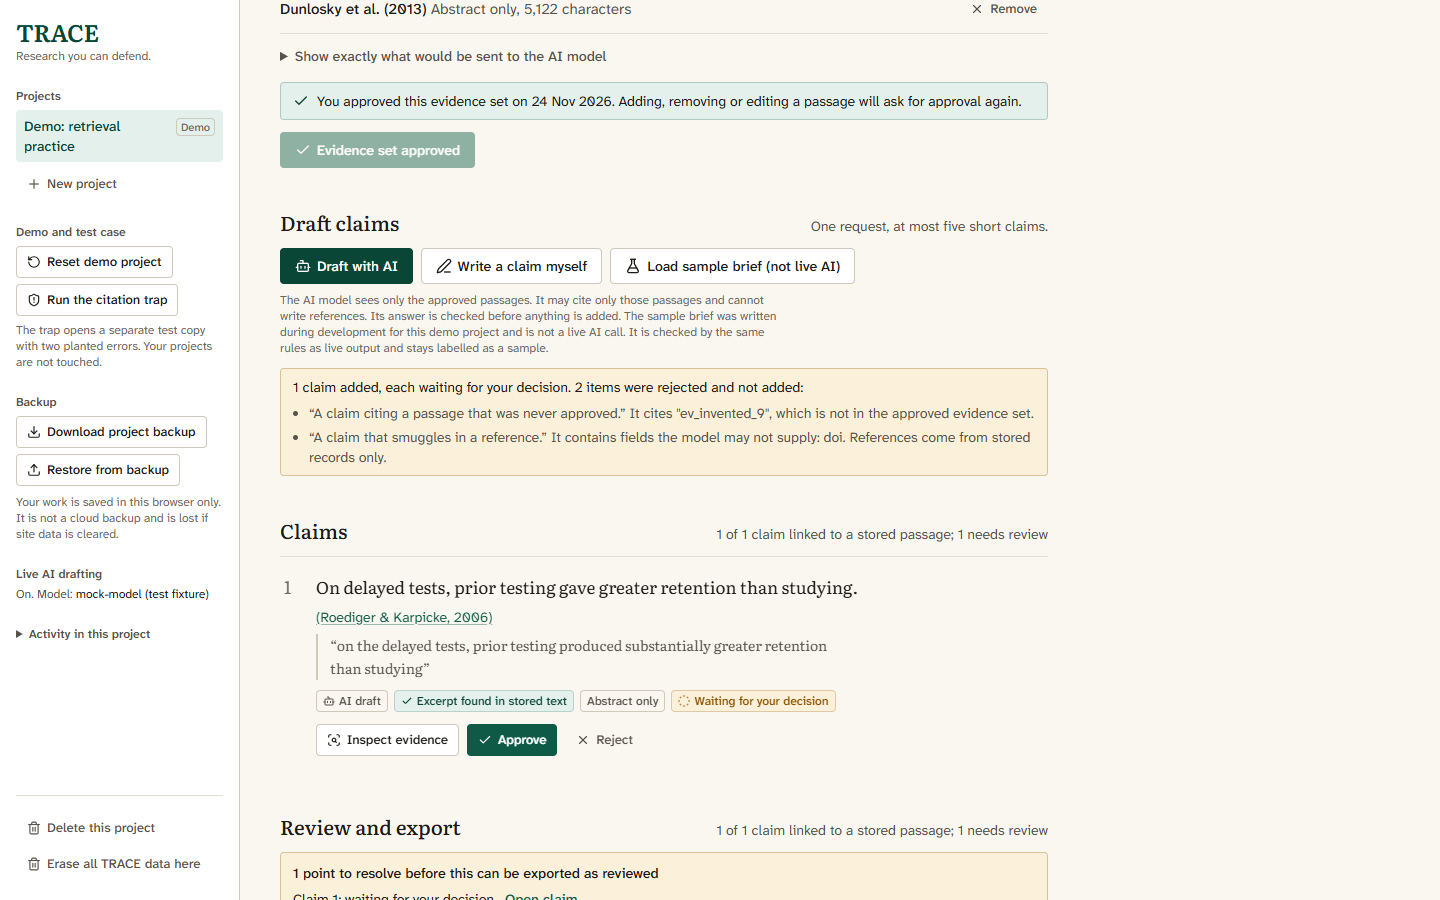 TRACE
Research you can defend.
Projects
Demo: retrieval
practice
Demo
New project
Demo and test case
Reset demo project
Run the citation trap
The trap opens a separate test copy
with two planted errors. Your projects
are not touched.
Backup
Download project backup
Restore from backup
Your work is saved in this browser only.
It is not a cloud backup and is lost if
site data is cleared.
Live AI drafting
On. Model: mock-model (test fixture)
Activity in this project
Delete this project
Erase all TRACE data here
Dunlosky et al. (2013) Abstract only, 5,122 characters
Remove
Show exactly what would be sent to the AI model
You approved this evidence set on 24 Nov 2026. Adding, removing or editing a passage will ask for approval again.
Evidence set approved
Draft claims
One request, at most five short claims.
Draft with AI
Write a claim myself
Load sample brief (not live AI)
The AI model sees only the approved passages. It may cite only those passages and cannot
write references. Its answer is checked before anything is added. The sample brief was written
during development for this demo project and is not a live AI call. It is checked by the same
rules as live output and stays labelled as a sample.
1 claim added, each waiting for your decision. 2 items were rejected and not added:
• “A claim citing a passage that was never approved.” It cites "ev_invented_9", which is not in the approved evidence set.
• “A claim that smuggles in a reference.” It contains fields the model may not supply: doi. References come from stored
records only.
Claims
1 of 1 claim linked to a stored passage; 1 needs review
1 On delayed tests, prior testing gave greater retention than studying.
(Roediger & Karpicke, 2006)
“on the delayed tests, prior testing produced substantially greater retention
than studying”
AI draft
Excerpt found in stored text
Abstract only
Waiting for your decision
Inspect evidence
Approve
Reject
Review and export
1 of 1 claim linked to a stored passage; 1 needs review
1 point to resolve before this can be exported as reviewed
Claim 1: waiting for your decision. Open claim